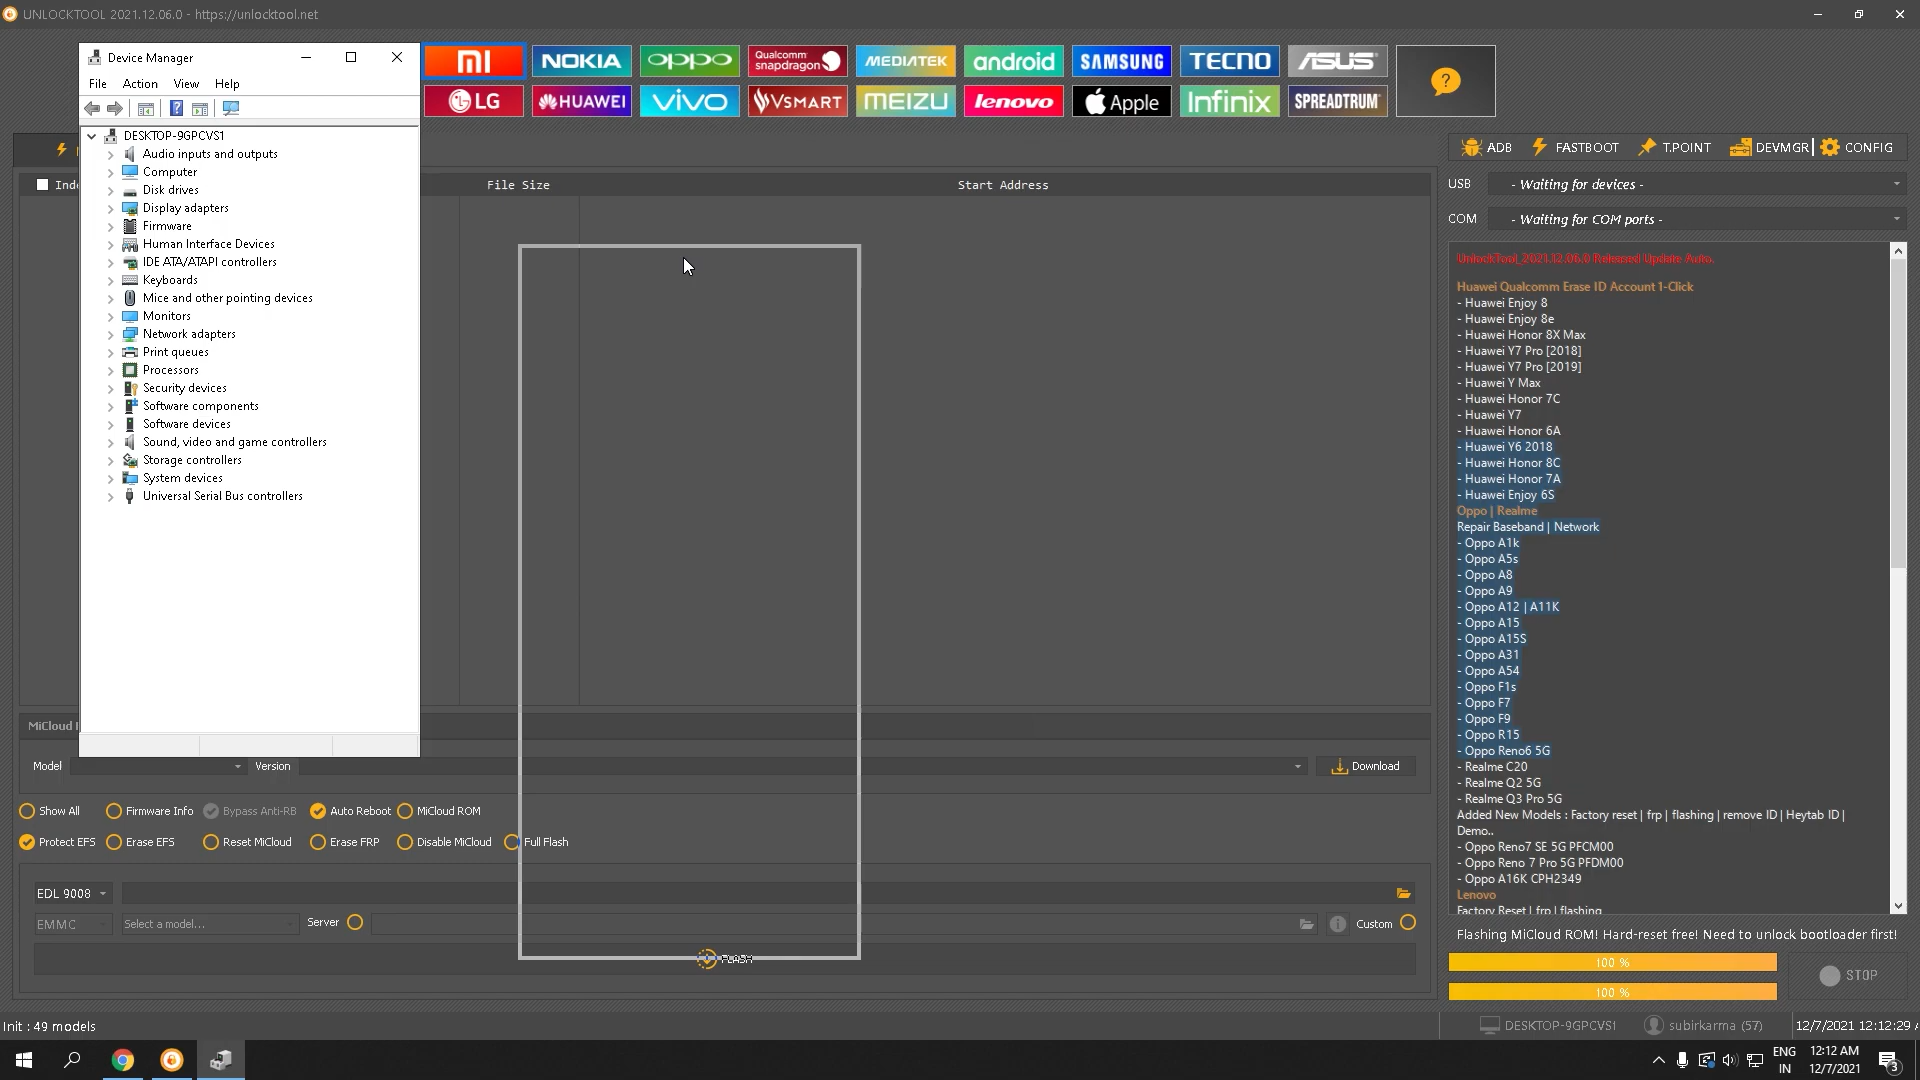 UNLOCKTOOL 2021.12.06.0 - https://unlocktool.net
Device Manager
File Action View Help
DESKTOP-9GPCVS1
Audio inputs and outputs
Computer
Disk drives
Display adapters
Firmware
Human Interface Devices
IDE ATA/ATAPI controllers
Keyboards
Mice and other pointing devices
Monitors
Network adapters
Print queues
Processors
Security devices
Software components
Software devices
Sound, video and game controllers
Storage controllers
System devices
Universal Serial Bus controllers
MI NOKIA oppo Qualcomm snapdragon MEDIATEK android SAMSUNG TECNO ASUS ?
LG HUAWEI vivo VSMART MEIZU lenovo Apple Infinix SPREADTRUM
ADB FASTBOOT T.POINT DEVMGR CONFIG
File Size Start Address
USB - Waiting for devices -
COM - Waiting for COM ports -
UnlockTool_2021.12.06.0 Released Update Auto.
Huawei Qualcomm Erase ID Account 1-Click
- Huawei Enjoy 8
- Huawei Enjoy 8e
- Huawei Honor 8X Max
- Huawei Y7 Pro [2018]
- Huawei Y7 Pro [2019]
- Huawei Y Max
- Huawei Honor 7C
- Huawei Y7
- Huawei Honor 6A
- Huawei Y6 2018
- Huawei Honor 8C
- Huawei Honor 7A
- Huawei Enjoy 6S
Oppo | Realme
Repair Baseband | Network
- Oppo A1k
- Oppo A5s
- Oppo A8
- Oppo A9
- Oppo A12 | A11K
- Oppo A15
- Oppo A15S
- Oppo A31
- Oppo A54
- Oppo F1s
- Oppo F7
- Oppo F9
- Oppo R15
- Oppo Reno6 5G
- Realme C20
- Realme Q2 5G
- Realme Q3 Pro 5G
Added New Models : Factory reset | frp | flashing | remove ID | Heytab ID |
Demo..
- Oppo Reno7 SE 5G PFCM00
- Oppo Reno 7 Pro 5G PFDM00
- Oppo A16K CPH2349
Lenovo
Factory Reset | frp | flashing
Flashing MiCloud ROM! Hard-reset free! Need to unlock bootloader first!
100 %
100 %
STOP
MiCloud
Model Version Download
Show All Firmware Info Bypass Anti-RB Auto Reboot MiCloud ROM
Protect EFS Erase EFS Reset MiCloud Erase FRP Disable MiCloud Full Flash
EDL 9008
EMMC Select a model... Server Custom
FLASH
Init : 49 models
DESKTOP-9GPCVS1 subirkarma (57) 12/7/2021 12:12:29
ENG
IN
12:12 AM
12/7/2021
3